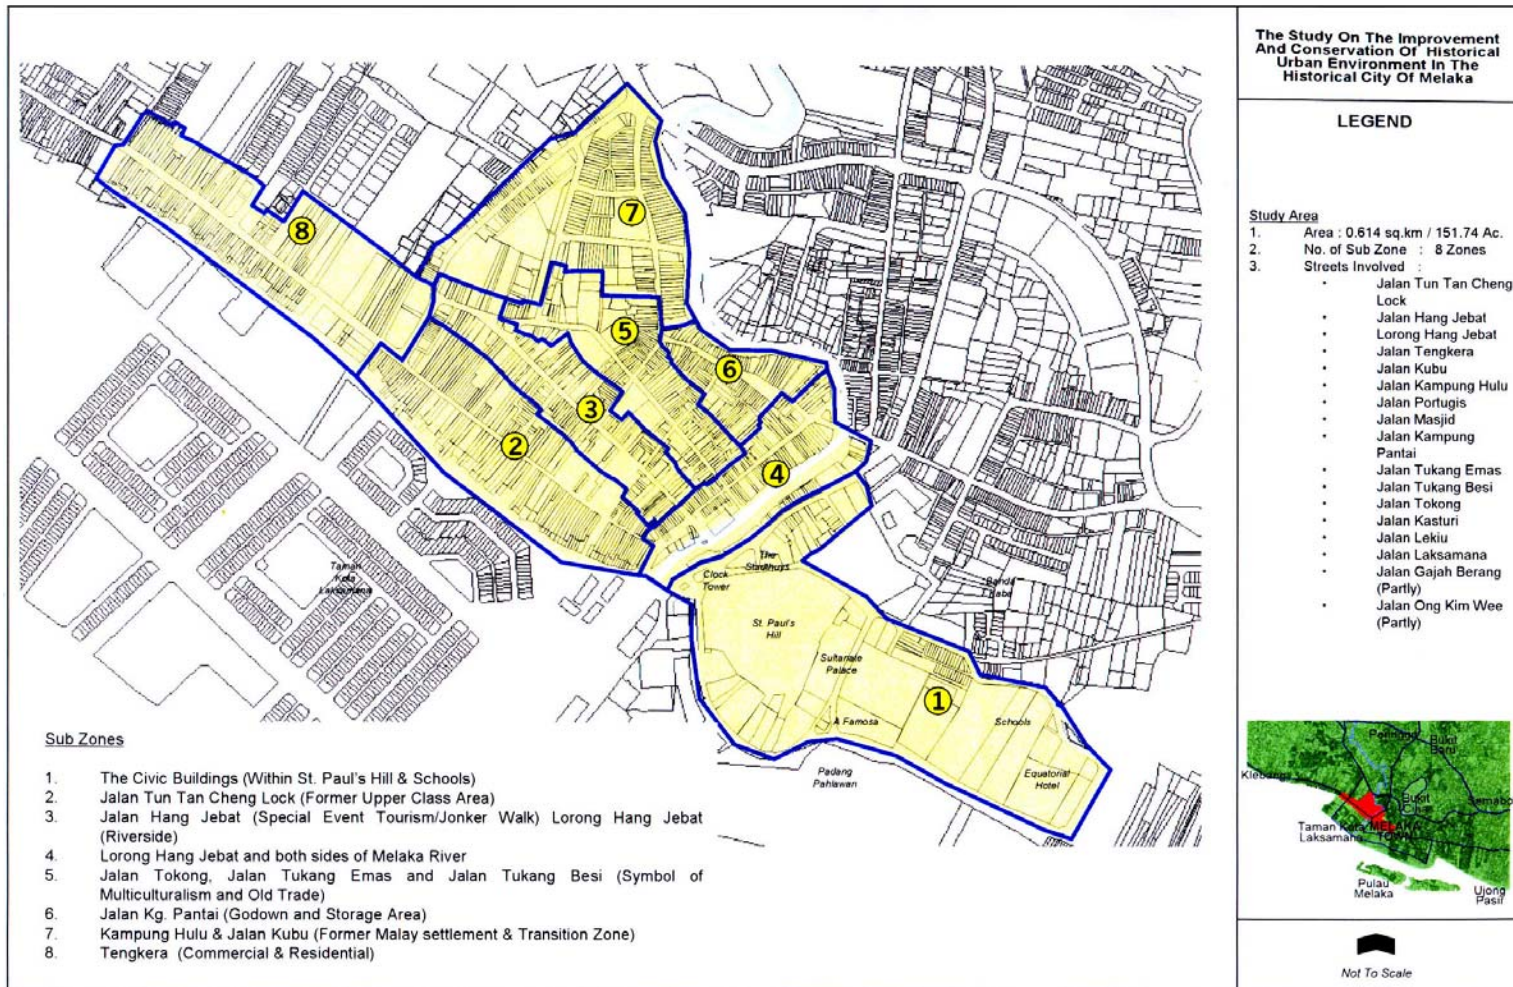 The Study On The Improvement
And Conservation Of Historical
Urban Environment In The
Historical City Of Melaka
LEGEND
Study Area
1. Area : 0.614 sq.km / 151.74 Ac.
2. No. of Sub Zone : 8 Zones
3. Streets Involved :
• Jalan Tun Tan Cheng
Lock
• Jalan Hang Jebat
Lorong Hang Jebat
• Jalan Tengkera
• Jalan Kubu
• Jalan Kampung Hulu
• Jalan Portugis
• Jalan Masjid
• Jalan Kampung
Pantai
• Jalan Tukang Emas
• Jalan Tukang Besi
• Jalan Tokong
• Jalan Kasturi
• Jalan Lekiu
• Jalan Laksamana
• Jalan Gajah Berang
(Partly)
• Jalan Ong Kim Wee
(Partly)
7
8
5
6
3
2
4
1
Taman
Kota
Laksamana
Clock
Tower
The
Stadthuys
St. Paul's
Hill
Sultanate
Palace
A Famosa
Schools
Equatorial
Hotel
Padang
Pahlawan
Sub Zones
1. The Civic Buildings (Within St. Paul's Hill & Schools)
2. Jalan Tun Tan Cheng Lock (Former Upper Class Area)
3. Jalan Hang Jebat (Special Event Tourism/Jonker Walk) Lorong Hang Jebat
(Riverside)
4. Lorong Hang Jebat and both sides of Melaka River
5. Jalan Tokong, Jalan Tukang Emas and Jalan Tukang Besi (Symbol of
Multiculturalism and Old Trade)
6. Jalan Kg. Pantai (Godown and Storage Area)
7. Kampung Hulu & Jalan Kubu (Former Malay settlement & Transition Zone)
8. Tengkera (Commercial & Residential)
Bukit
Baru
Taman Kota
Laksamana
MELAKA
TOWN
Pulau
Melaka
Ujong
Pasir
Not To Scale